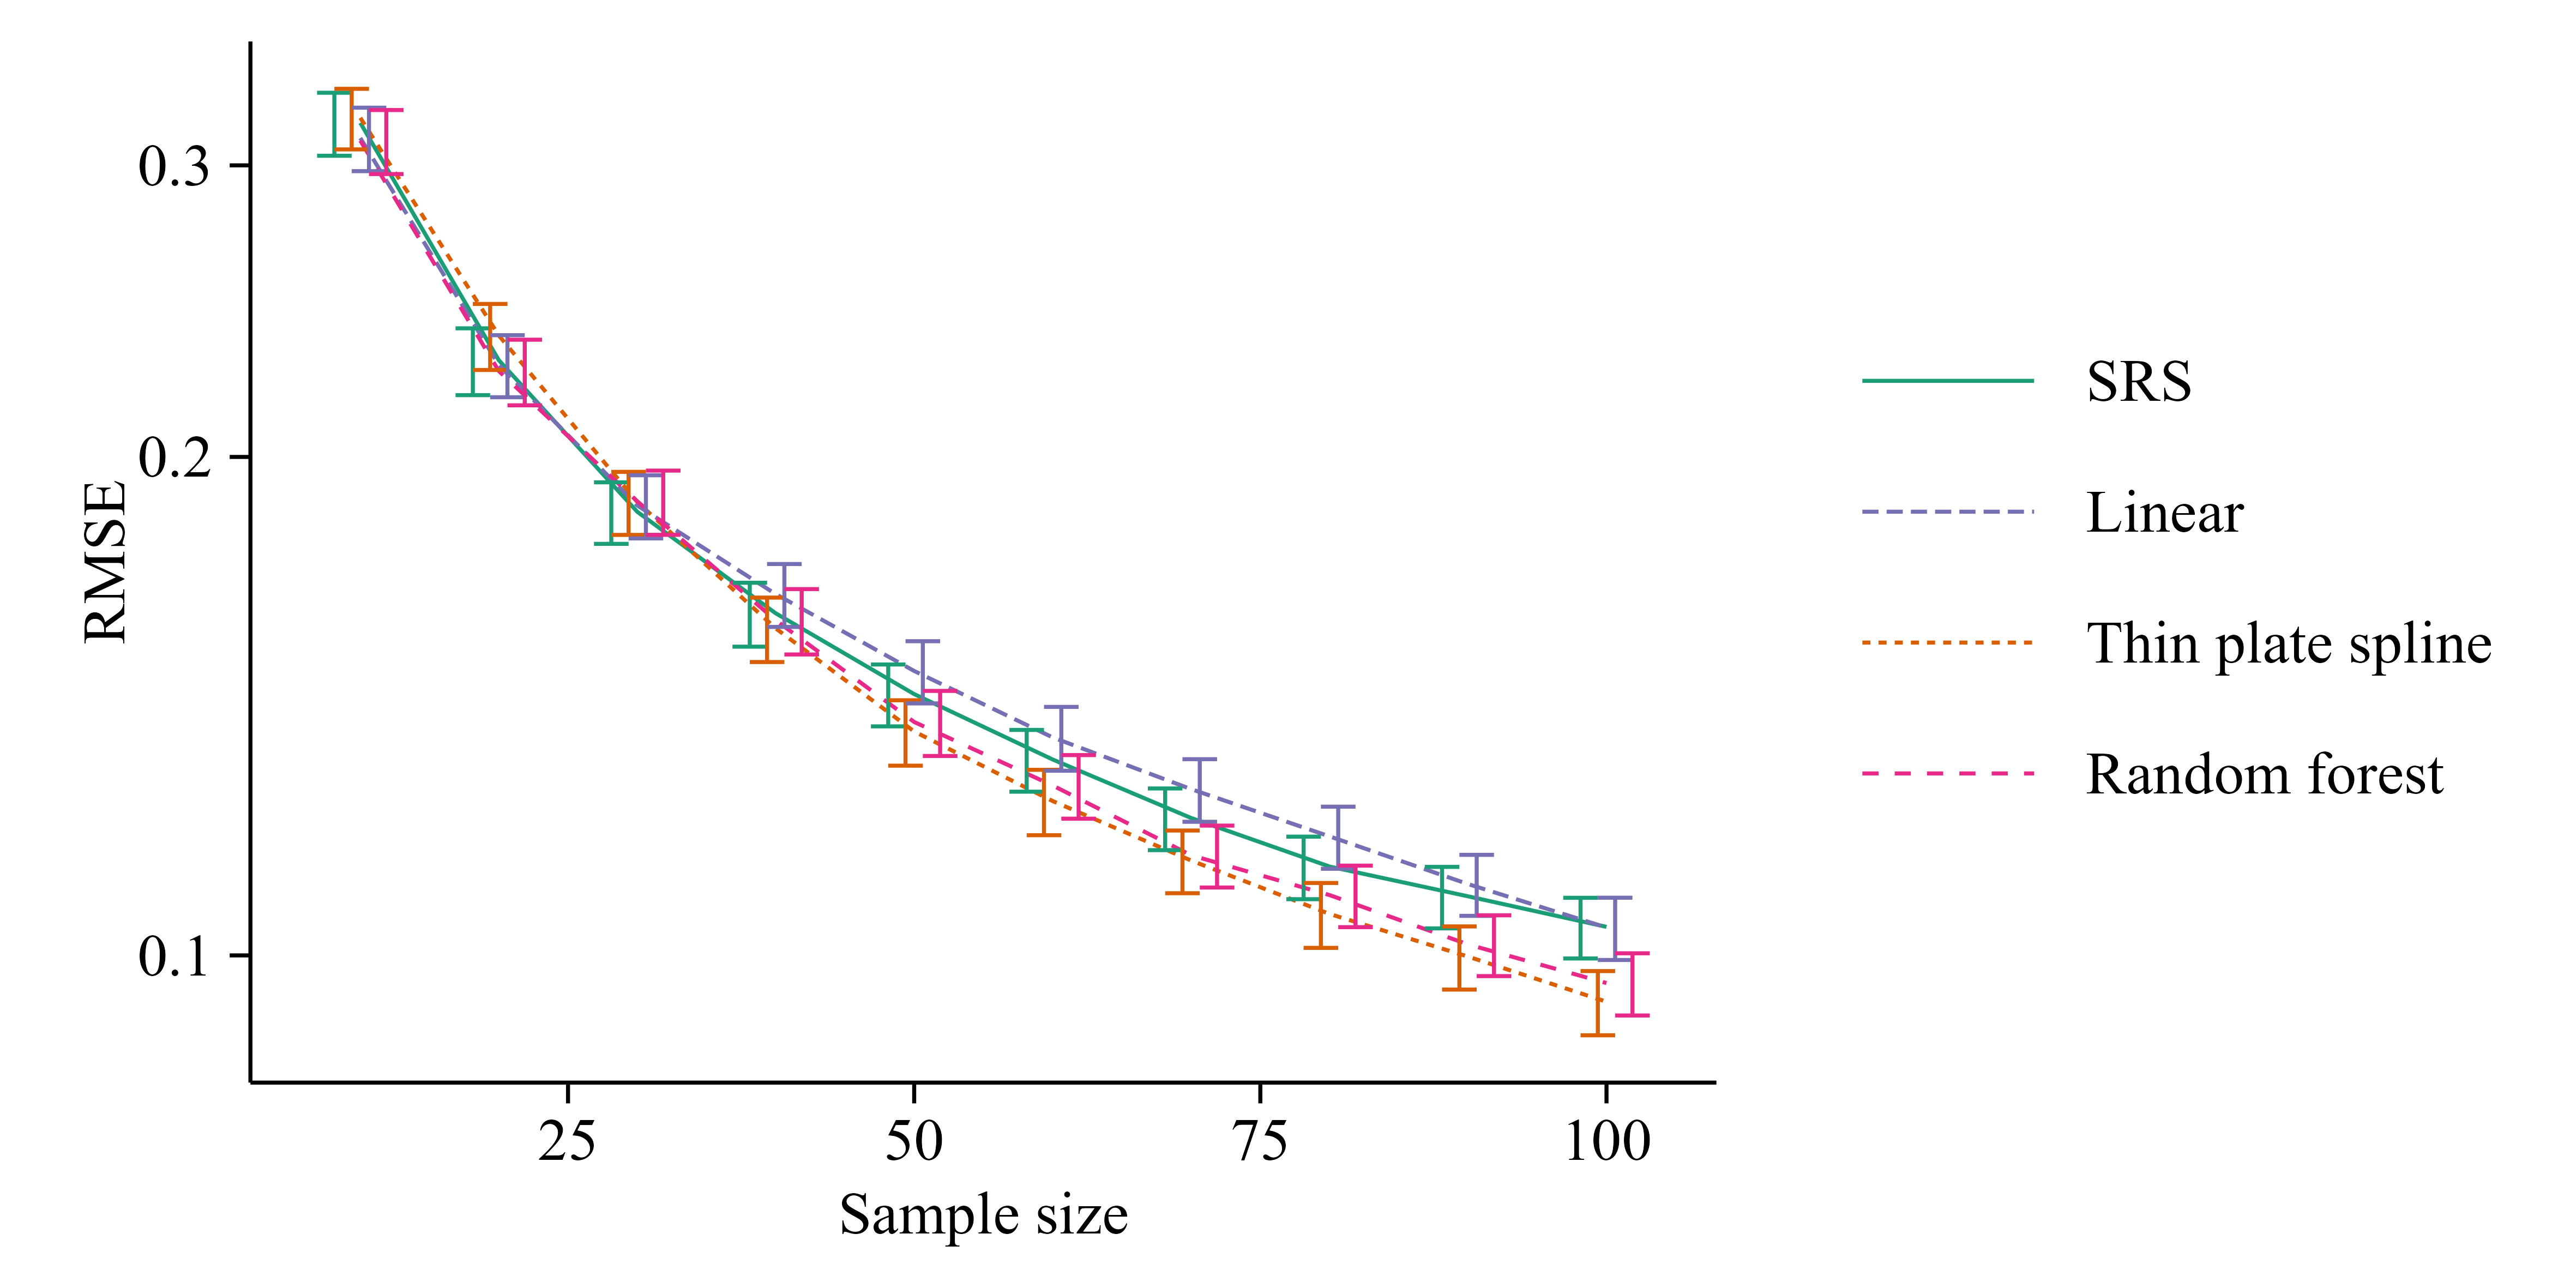 0.3
0.2
0.1
RMSE
25 50 75 100
Sample size
SRS
Linear
Thin plate spline
Random forest